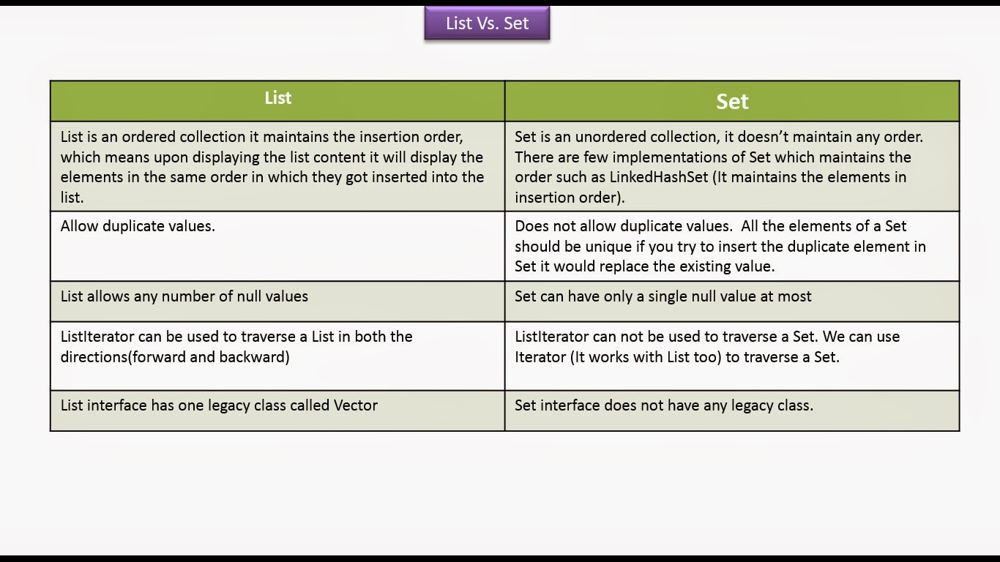 List Vs. Set
List
Set
List is an ordered collection it maintains the insertion order,
which means upon displaying the list content it will display the
elements in the same order in which they got inserted into the
list.
Set is an unordered collection, it doesn’t maintain any order.
There are few implementations of Set which maintains the
order such as LinkedHashSet (It maintains the elements in
insertion order).
Allow duplicate values.
Does not allow duplicate values.  All the elements of a Set
should be unique if you try to insert the duplicate element in
Set it would replace the existing value.
List allows any number of null values
Set can have only a single null value at most
ListIterator can be used to traverse a List in both the
directions(forward and backward)
ListIterator can not be used to traverse a Set. We can use
Iterator (It works with List too) to traverse a Set.
List interface has one legacy class called Vector
Set interface does not have any legacy class.